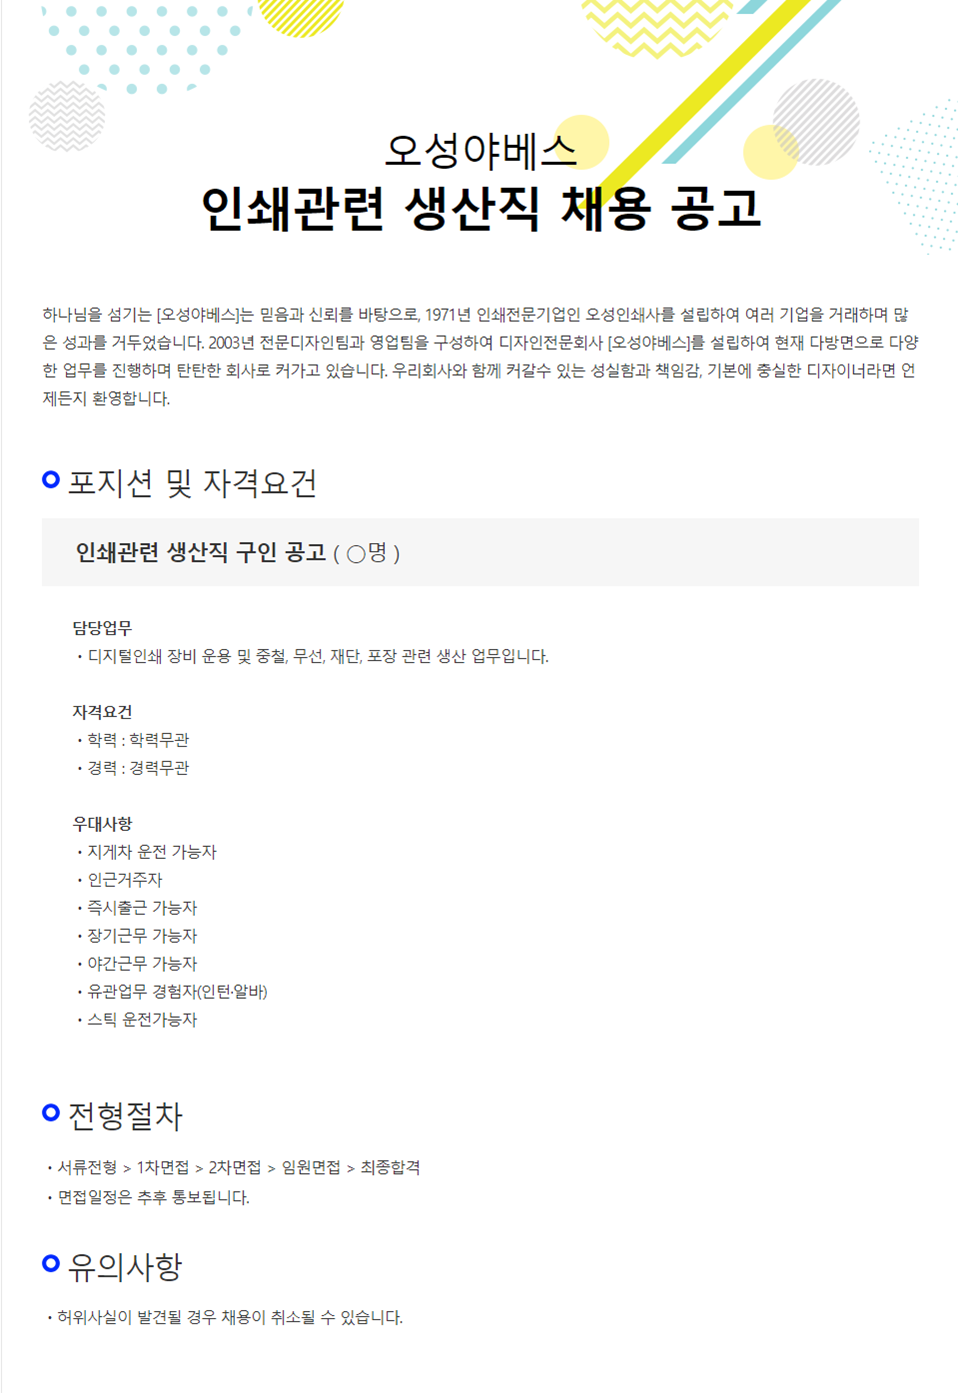 오성야베스
인쇄관련 생산직 채용 공고
하나님을 섬기는 [오성야베스]는 믿음과 신뢰를 바탕으로, 1971년 인쇄전문기업인 오성인쇄사를 설립하여 여러 기업을 거래하며 많
은 성과를 거두었습니다. 2003년 전문디자인팀과 영업팀을 구성하여 디자인전문회사 [오성야베스]를 설립하여 현재 다방면으로 다양
한 업무를 진행하며 탄탄한 회사로 커가고 있습니다. 우리회사와 함께 커갈수 있는 성실함과 책임감, 기본에 충실한 디자이너라면 언
제든지 환영합니다.
포지션 및 자격요건
인쇄관련 생산직 구인 공고 ( ○명 )
담당업무
・디지털인쇄 장비 운용 및 중철, 무선, 재단, 포장 관련 생산 업무입니다.
자격요건
・학력 : 학력무관
・경력 : 경력무관
우대사항
・지게차 운전 가능자
・인근거주자
・즉시출근 가능자
・장기근무 가능자
・야간근무 가능자
・유관업무 경험자(인턴·알바)
・스틱 운전가능자
전형절차
・서류전형 > 1차면접 > 2차면접 > 임원면접 > 최종합격
・면접일정은 추후 통보됩니다.
유의사항
・허위사실이 발견될 경우 채용이 취소될 수 있습니다.